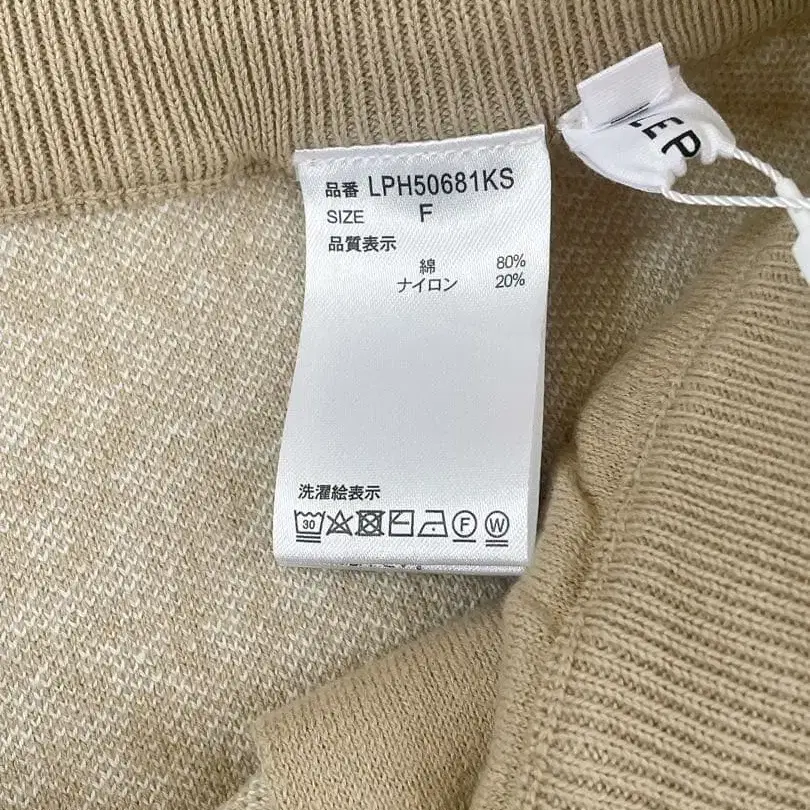 品番 LPH50681KS
SIZE F
品質表示
綿 80%
ナイロン 20%
洗濯絵表示
30 F W